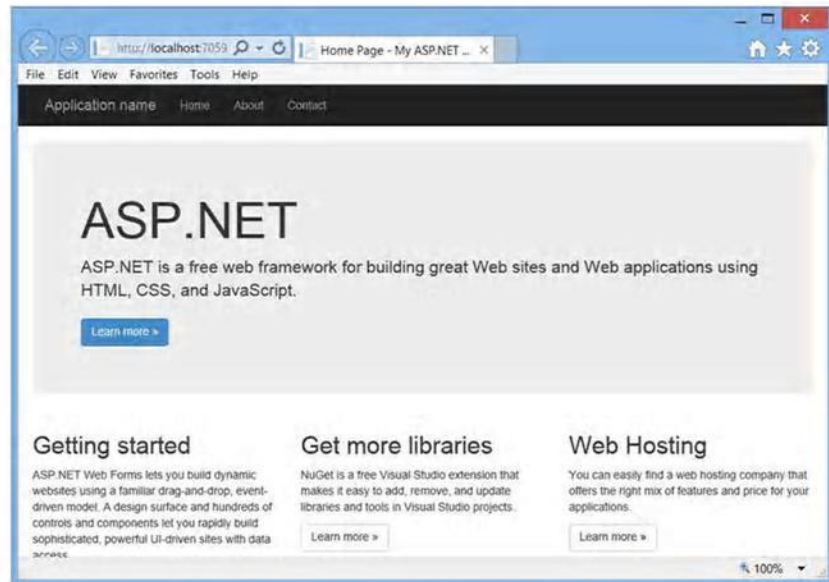 http://localhost:7059
Home Page - My ASP.NET ...
File Edit View Favorites Tools Help
Application name Home About Contact
ASP.NET
ASP.NET is a free web framework for building great Web sites and Web applications using
HTML, CSS, and JavaScript.
Learn more »
Getting started
ASP.NET Web Forms lets you build dynamic
websites using a familiar drag-and-drop, event-
driven model. A design surface and hundreds of
controls and components let you rapidly build
sophisticated, powerful UI-driven sites with data
access.
Get more libraries
NuGet is a free Visual Studio extension that
makes it easy to add, remove, and update
libraries and tools in Visual Studio projects.
Learn more »
Web Hosting
You can easily find a web hosting company that
offers the right mix of features and price for your
applications.
Learn more »
100%